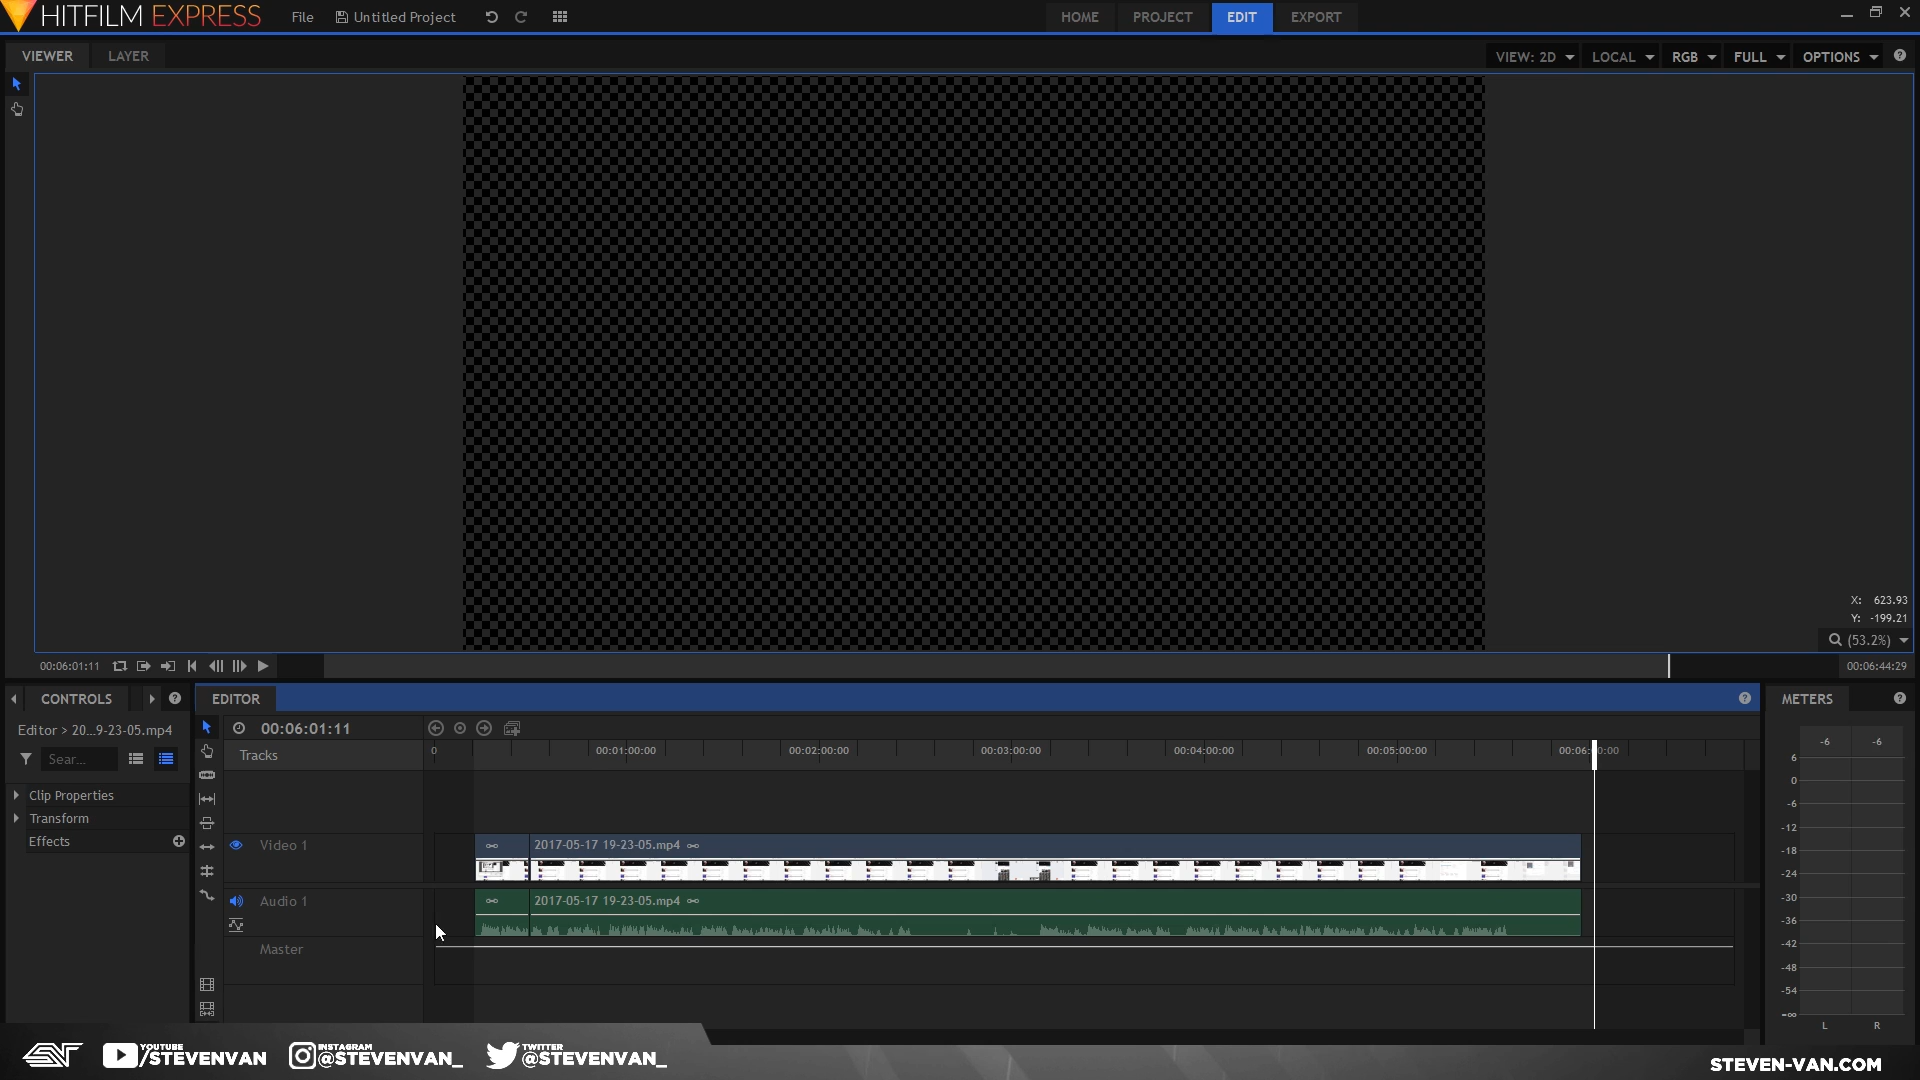 HITFILM EXPRESS
File
Untitled Project
HOME
PROJECT
EDIT
EXPORT
VIEWER
LAYER
VIEW: 2D
LOCAL
RGB
FULL
OPTIONS
X: 623.93
Y: -199.21
(53.2%)
00:06:01:11
00:06:44:29
CONTROLS
EDITOR
METERS
Editor > 20...9-23-05.mp4
00:06:01:11
Sear...
Tracks
0
00:01:00:00
00:02:00:00
00:03:00:00
00:04:00:00
00:05:00:00
Clip Properties
Transform
Effects
Video 1
2017-05-17 19-23-05.mp4
Audio 1
2017-05-17 19-23-05.mp4
Master
-6 -6
6
0
-6
-12
-18
-24
-30
-36
-42
-48
-54
-∞
L R
YOUTUBE
/STEVENVAN
INSTAGRAM
@STEVENVAN_
TWITTER
@STEVENVAN_
STEVEN-VAN.COM